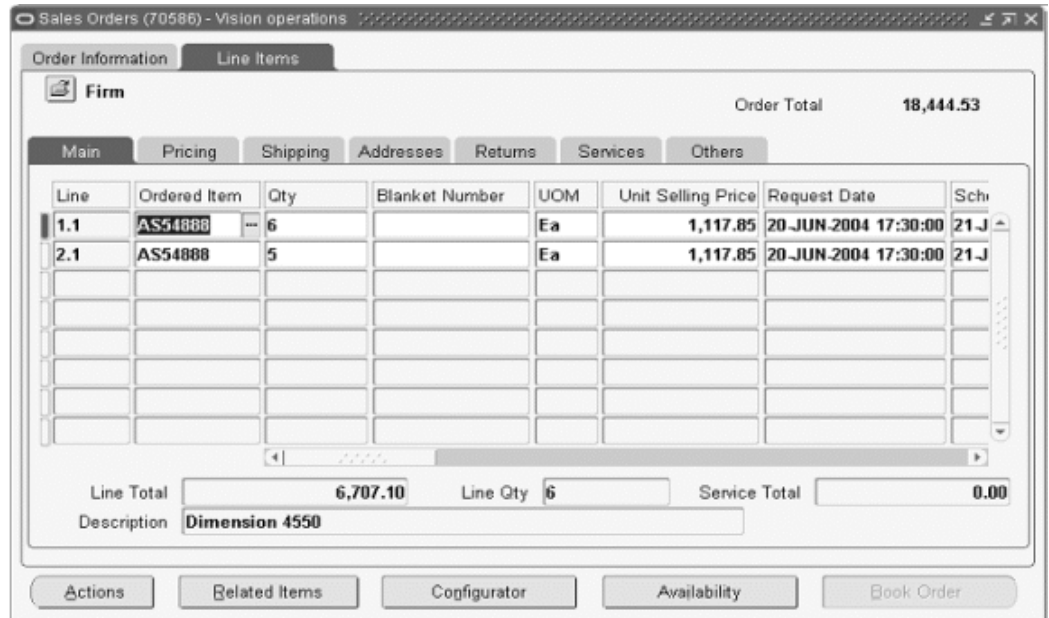 Sales Orders (70586) - Vision operations
Order Information Line Items
Firm
Order Total 18,444.53
Main Pricing Shipping Addresses Returns Services Others
Line Ordered Item Qty Blanket Number UOM Unit Selling Price Request Date Sch
1.1 AS54888 6 Ea 1,117.85 20-JUN-2004 17:30:00 21-J
2.1 AS54888 5 Ea 1,117.85 20-JUN-2004 17:30:00 21-J
Line Total 6,707.10 Line Qty 6 Service Total 0.00
Description Dimension 4550
Actions Related Items Configurator Availability Book Order